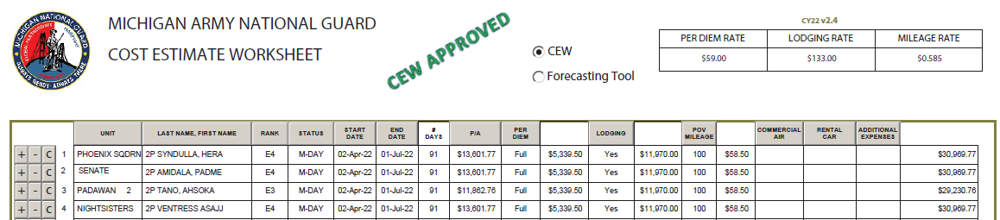 MICHIGAN ARMY NATIONAL GUARD
COST ESTIMATE WORKSHEET
MICHIGAN NATIONAL GUARD
ALWAYS READY - ALWAYS THERE
CEW APPROVED
CEW
Forecasting Tool
CY22 v2.4
PER DIEM RATE LODGING RATE MILEAGE RATE
$59.00 $133.00 $0.585
UNIT LAST NAME, FIRST NAME RANK STATUS START DATE END DATE # DAYS P/A PER DIEM LODGING POV MILEAGE COMMERCIAL AIR RENTAL CAR ADDITIONAL EXPENSES
+ - C 1 PHOENIX SQDRN 2P SYNDULLA, HERA E4 M-DAY 02-Apr-22 01-Jul-22 91 $13,601.77 Full $5,339.50 Yes $11,970.00 100 $58.50 $30,969.77
+ - C 2 SENATE 2P AMIDALA, PADME E4 M-DAY 02-Apr-22 01-Jul-22 91 $13,601.77 Full $5,339.50 Yes $11,970.00 100 $58.50 $30,969.77
+ - C 3 PADAWAN 2 2P TANO, AHSOKA E3 M-DAY 02-Apr-22 01-Jul-22 91 $11,862.76 Full $5,339.50 Yes $11,970.00 100 $58.50 $29,230.76
+ - C 4 NIGHTSISTERS 2P VENTRESS ASAJJ E4 M-DAY 02-Apr-22 01-Jul-22 91 $13,601.77 Full $5,339.50 Yes $11,970.00 100 $58.50 $30,969.77